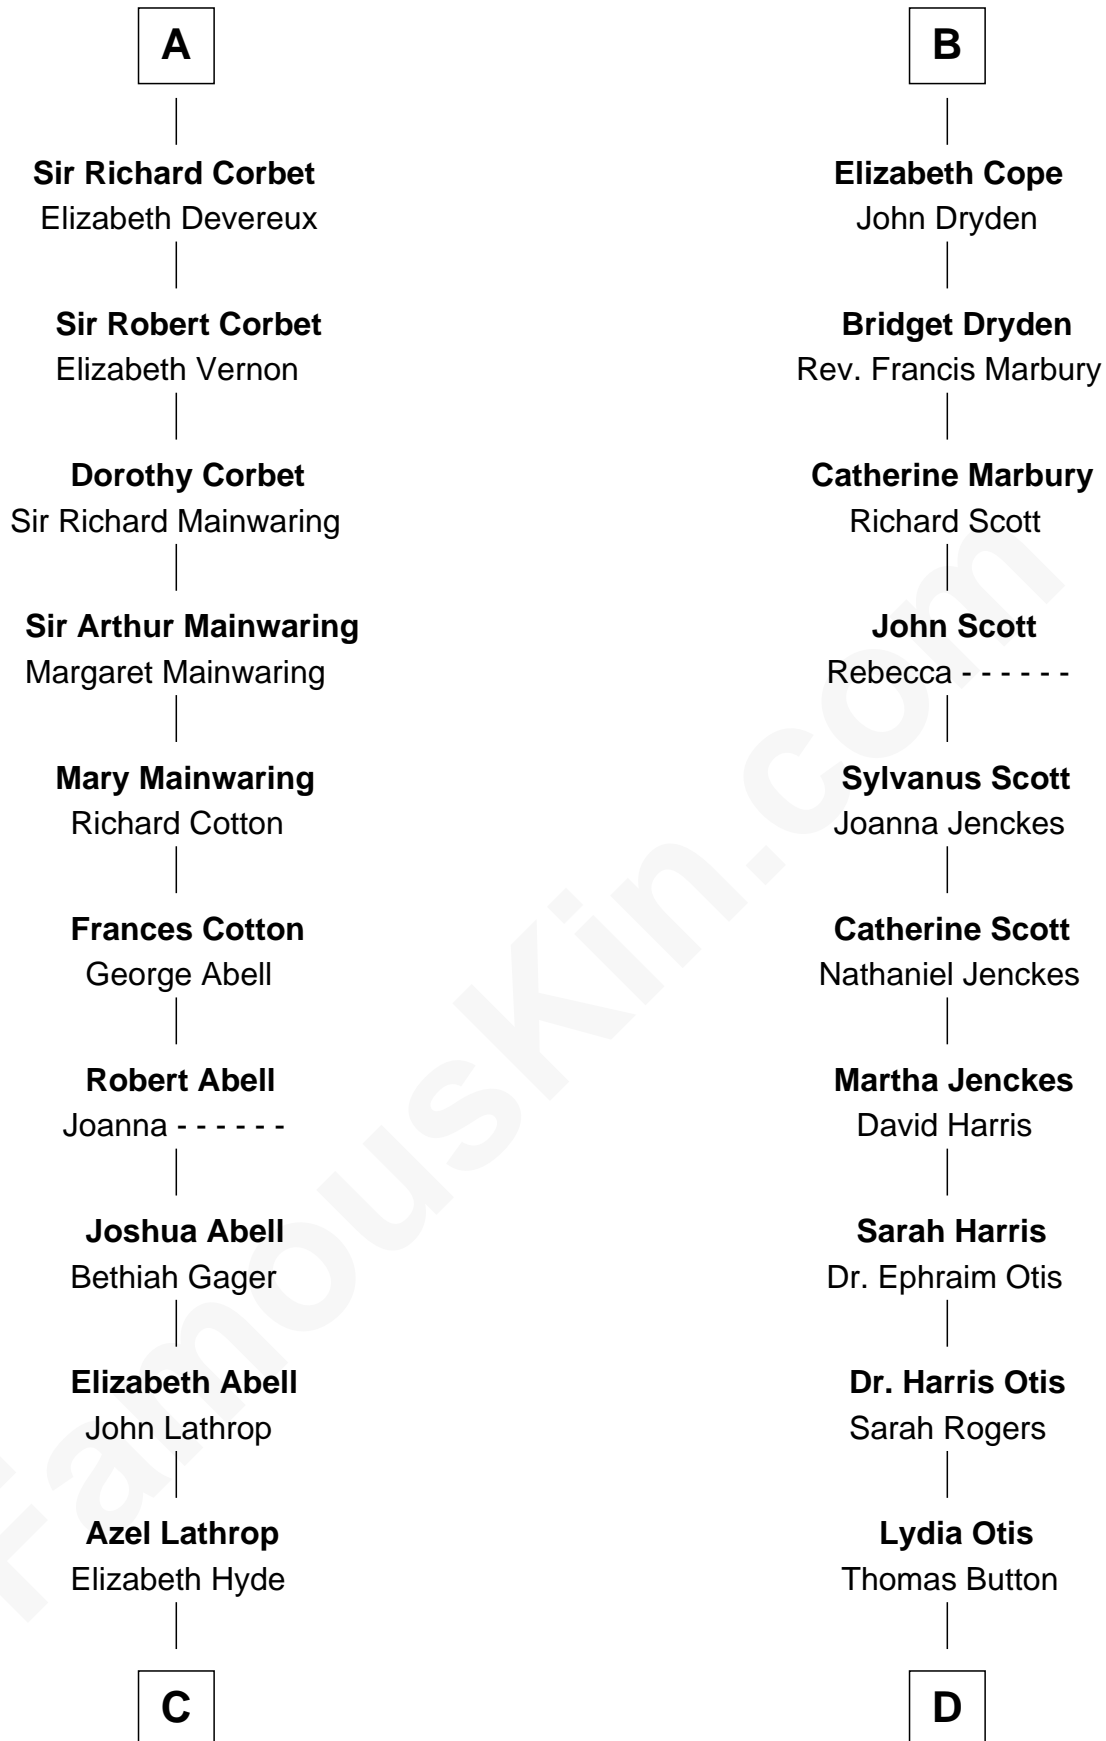 A
Sir Richard Corbet
Elizabeth Devereux
Sir Robert Corbet
Elizabeth Vernon
Dorothy Corbet
Sir Richard Mainwaring
Sir Arthur Mainwaring
Margaret Mainwaring
Mary Mainwaring
Richard Cotton
Frances Cotton
George Abell
Robert Abell
Joanna - - - - - -
Joshua Abell
Bethiah Gager
Elizabeth Abell
John Lathrop
Azel Lathrop
Elizabeth Hyde
C
B
Elizabeth Cope
John Dryden
Bridget Dryden
Rev. Francis Marbury
Catherine Marbury
Richard Scott
John Scott
Rebecca - - - - - -
Sylvanus Scott
Joanna Jenckes
Catherine Scott
Nathaniel Jenckes
Martha Jenckes
David Harris
Sarah Harris
Dr. Ephraim Otis
Dr. Harris Otis
Sarah Rogers
Lydia Otis
Thomas Button
D
FamousKin.com